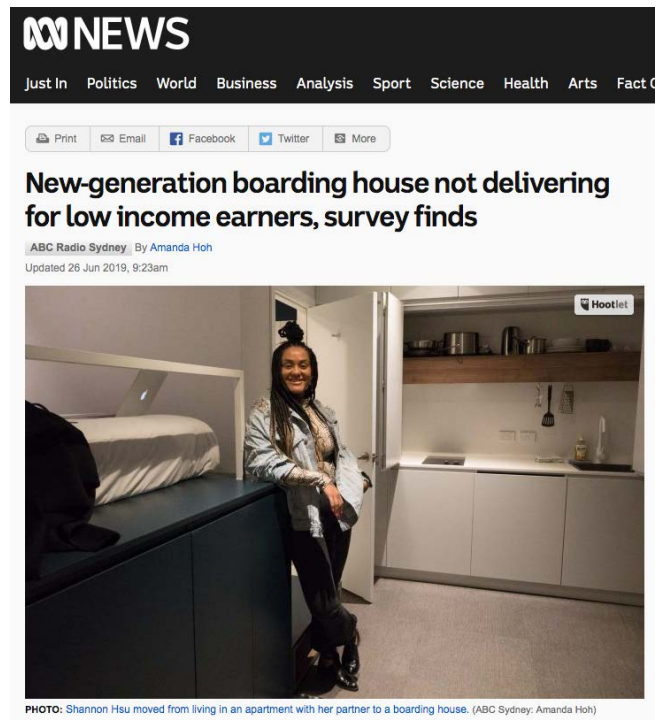 ABC NEWS
Just In Politics World Business Analysis Sport Science Health Arts Fact
Print Email Facebook Twitter More
New-generation boarding house not delivering
for low income earners, survey finds
ABC Radio Sydney By Amanda Hoh
Updated 26 Jun 2019, 9:23am
Hootlet
PHOTO: Shannon Hsu moved from living in an apartment with her partner to a boarding house. (ABC Sydney: Amanda Hoh)